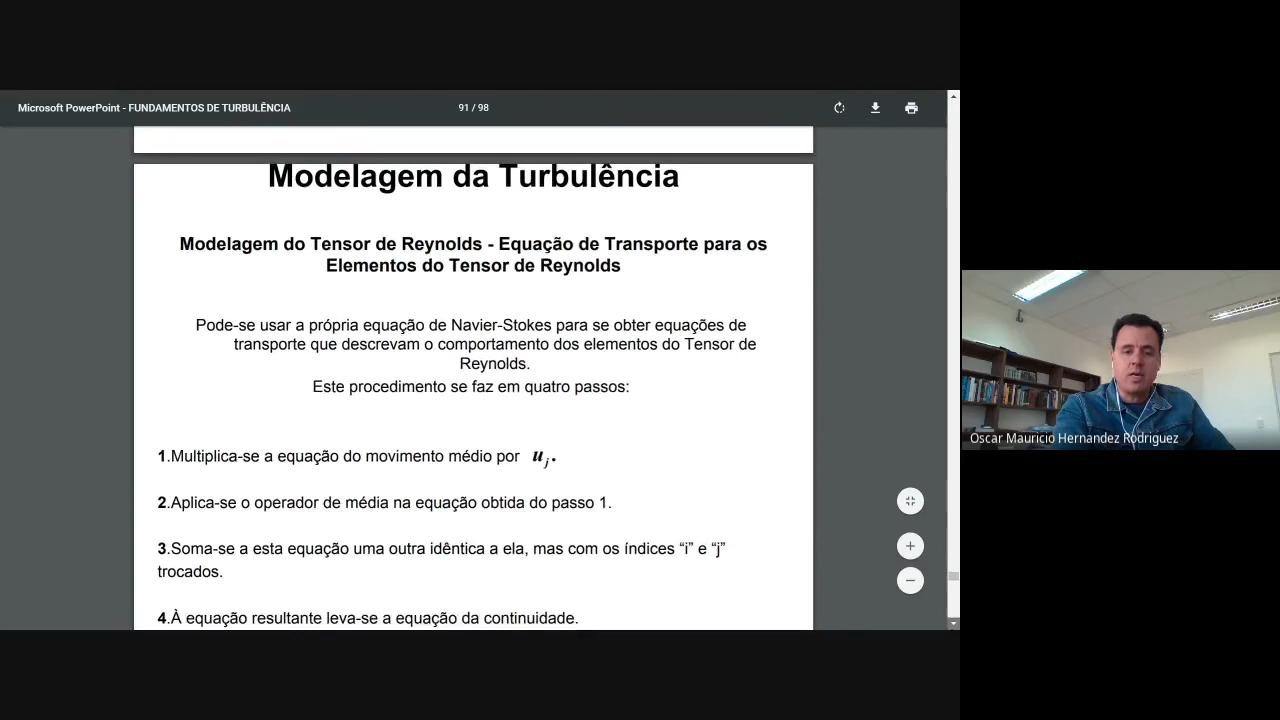 Microsoft PowerPoint - FUNDAMENTOS DE TURBULÊNCIA
91 / 98
Modelagem da Turbulência
Modelagem do Tensor de Reynolds - Equação de Transporte para os
Elementos do Tensor de Reynolds
Pode-se usar a própria equação de Navier-Stokes para se obter equações de
transporte que descrevam o comportamento dos elementos do Tensor de
Reynolds.
Este procedimento se faz em quatro passos:
1.Multiplica-se a equação do movimento médio por u_j.
2.Aplica-se o operador de média na equação obtida do passo 1.
3.Soma-se a esta equação uma outra idêntica a ela, mas com os índices “i” e “j”
trocados.
4.À equação resultante leva-se a equação da continuidade.
Oscar Mauricio Hernandez Rodriguez